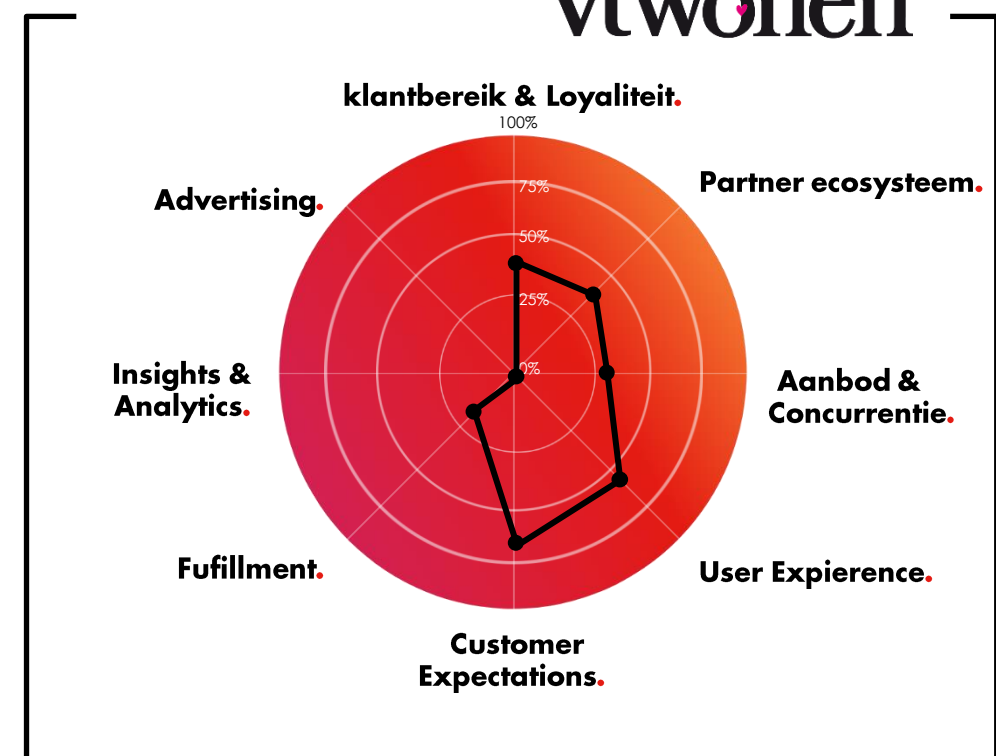 vtwonen
klantbereik & Loyaliteit.
100%
Partner ecosysteem.
75%
Advertising.
50%
25%
0%
Insights &
Analytics.
Aanbod &
Concurrentie.
Fufillment.
User Expierence.
Customer
Expectations.